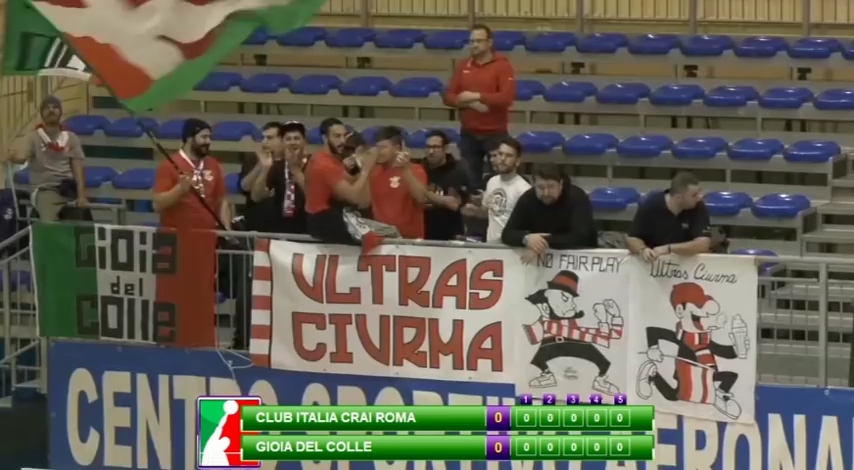 GIOIA
del
Colle
ULTRAS
CIURMA
NO FAIR PLAY
Ultras Ciurma
CENTRO SPORTIVO AERONA
1 2 3 4 5
CLUB ITALIA CRAI ROMA 0 0 0 0 0 0
GIOIA DEL COLLE 0 0 0 0 0 0